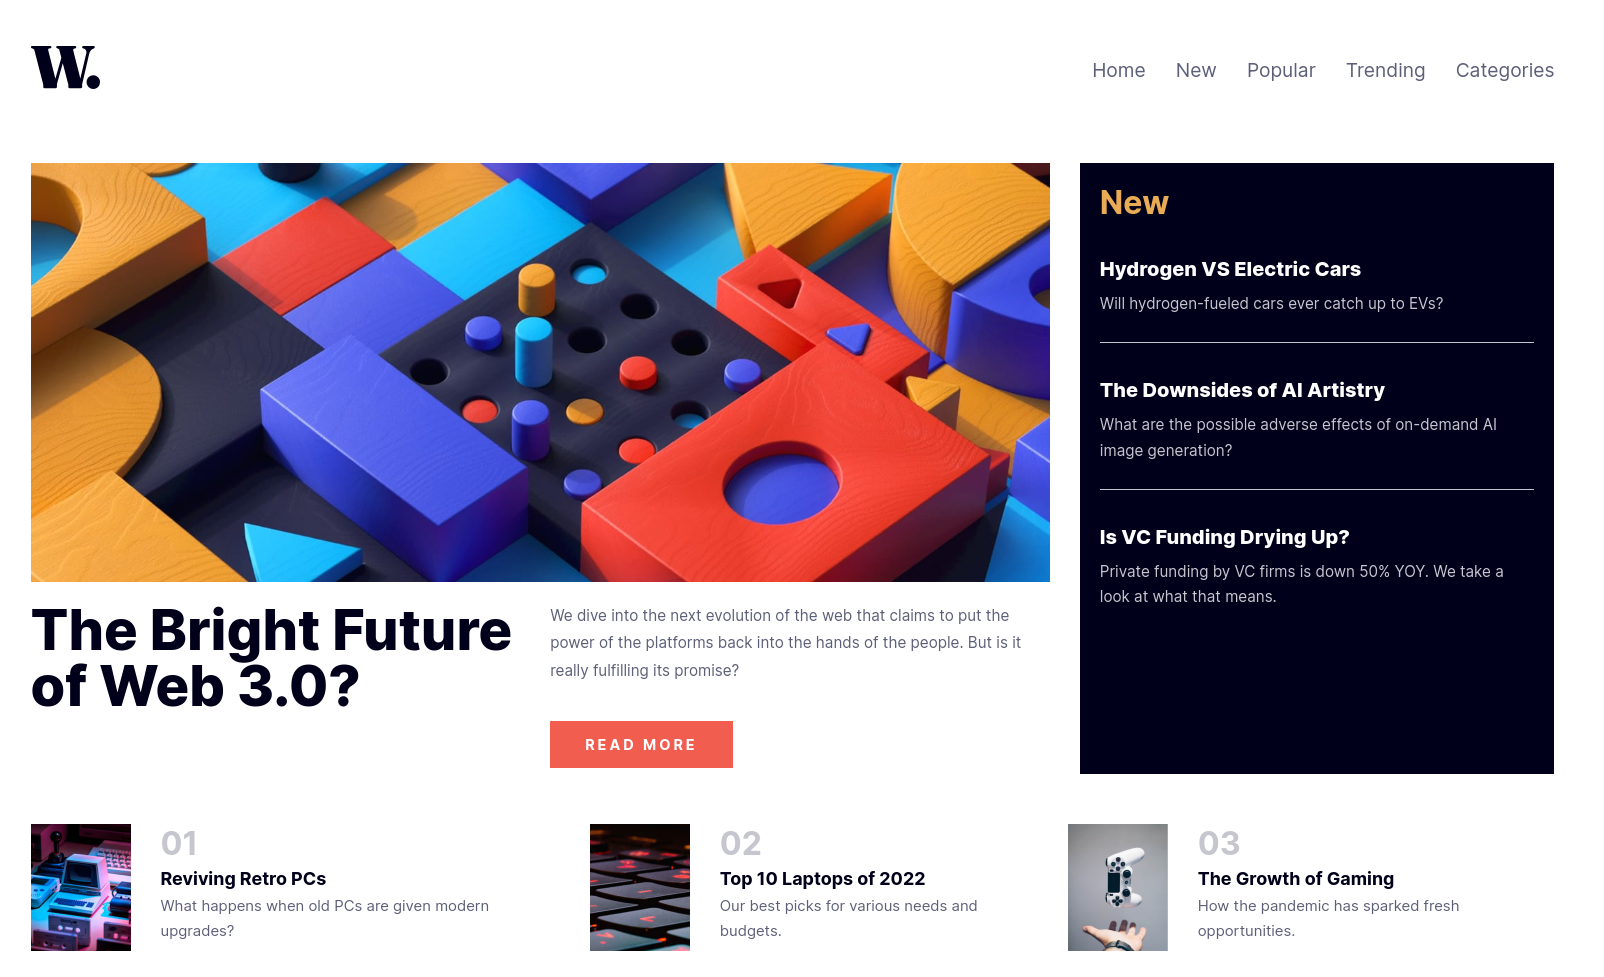 W.
Home New Popular Trending Categories
The Bright Future
of Web 3.0?
We dive into the next evolution of the web that claims to put the
power of the platforms back into the hands of the people. But is it
really fulfilling its promise?
READ MORE
New
Hydrogen VS Electric Cars
Will hydrogen-fueled cars ever catch up to EVs?
The Downsides of AI Artistry
What are the possible adverse effects of on-demand AI
image generation?
Is VC Funding Drying Up?
Private funding by VC firms is down 50% YOY. We take a
look at what that means.
01
Reviving Retro PCs
What happens when old PCs are given modern
upgrades?
02
Top 10 Laptops of 2022
Our best picks for various needs and
budgets.
03
The Growth of Gaming
How the pandemic has sparked fresh
opportunities.